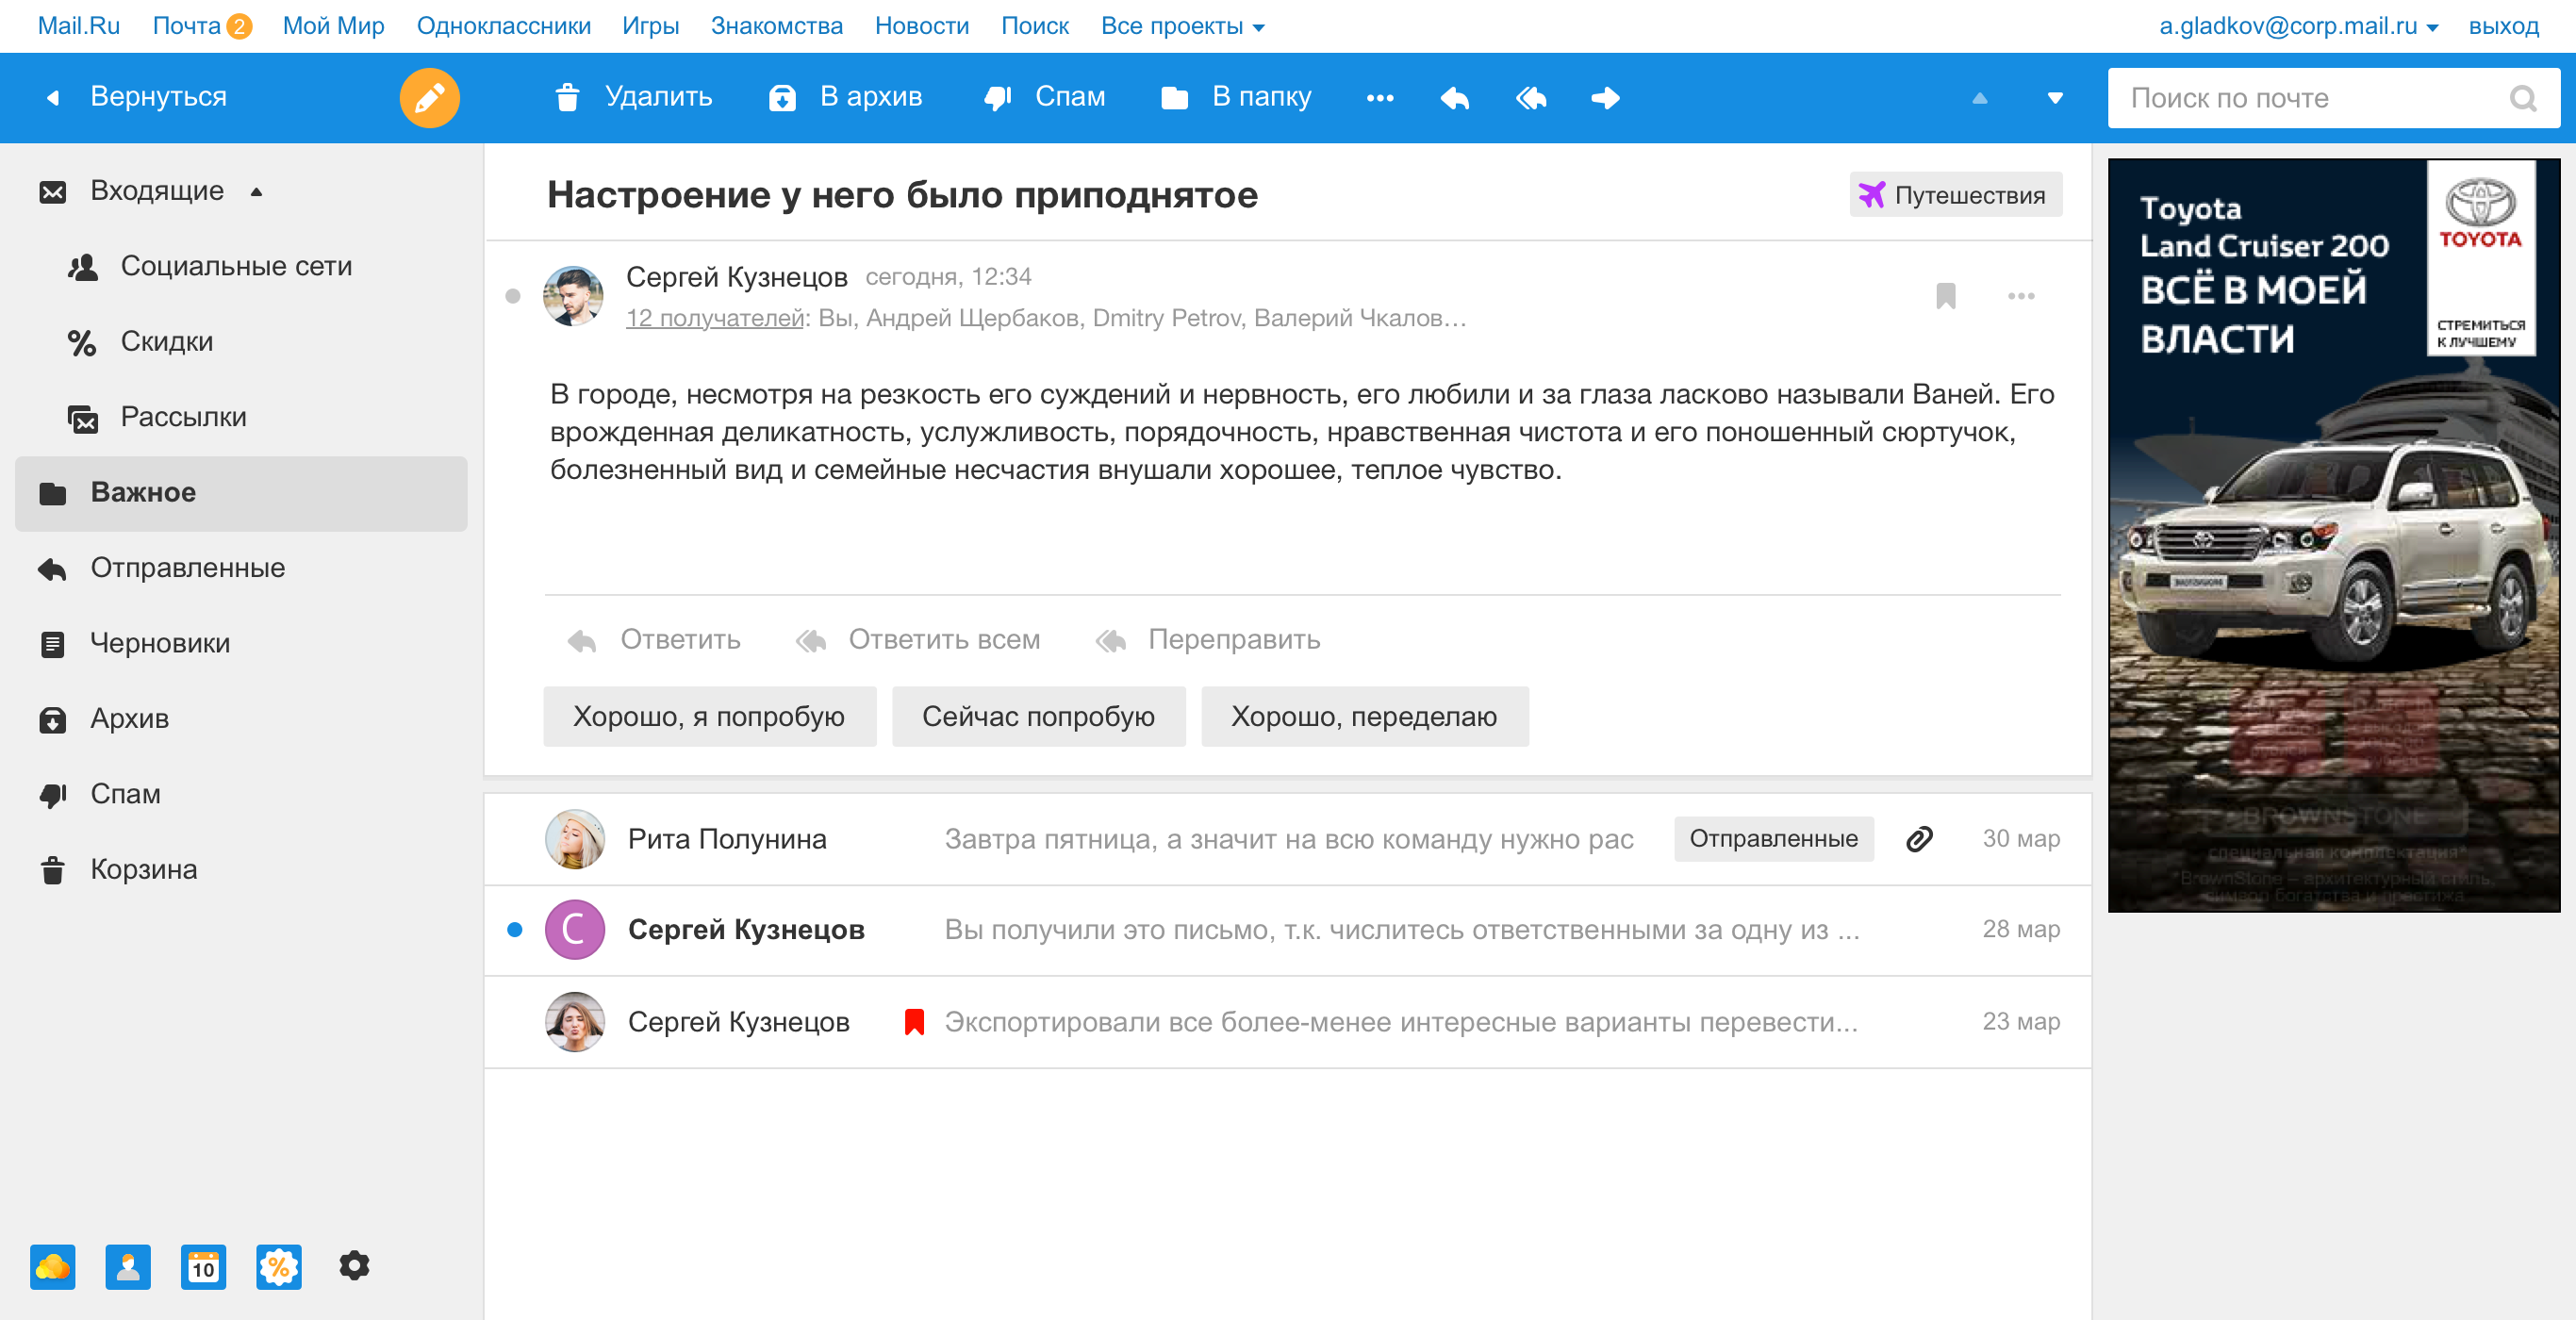 Mail.Ru Почта 2 Мой Мир Одноклассники Игры Знакомства Новости Поиск Все проекты a.gladkov@corp.mail.ru выход
Вернуться Удалить В архив Спам В папку Поиск по почте
Входящие
Социальные сети
Скидки
Рассылки
Важное
Отправленные
Черновики
Архив
Спам
Корзина
10
Настроение у него было приподнятое Путешествия
Сергей Кузнецов сегодня, 12:34
12 получателей: Вы, Андрей Щербаков, Dmitry Petrov, Валерий Чкалов…
В городе, несмотря на резкость его суждений и нервность, его любили и за глаза ласково называли Ваней. Его
врожденная деликатность, услужливость, порядочность, нравственная чистота и его поношенный сюртучок,
болезненный вид и семейные несчастия внушали хорошее, теплое чувство.
Ответить Ответить всем Переправить
Хорошо, я попробую Сейчас попробую Хорошо, переделаю
Рита Полунина Завтра пятница, а значит на всю команду нужно рас Отправленные 30 мар
С Сергей Кузнецов Вы получили это письмо, т.к. числитесь ответственными за одну из ... 28 мар
Сергей Кузнецов Экспортировали все более-менее интересные варианты перевести... 23 мар
Toyota
Land Cruiser 200
ВСЁ В МОЕЙ
ВЛАСТИ
TOYOTA
СТРЕМИТЬСЯ
К ЛУЧШЕМУ
BROWNSTONE
специальная комплектация*
*BrownStone – архитектурный стиль,
символ богатства и престижа